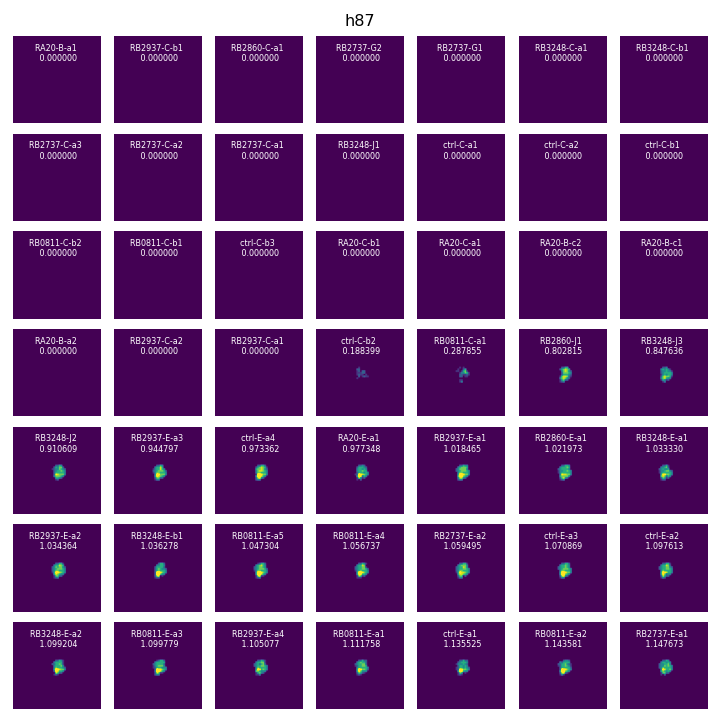 h87
RA20-B-a1
0.000000
RB2937-C-b1
0.000000
RB2860-C-a1
0.000000
RB2737-G2
0.000000
RB2737-G1
0.000000
RB3248-C-a1
0.000000
RB3248-C-b1
0.000000
RB2737-C-a3
0.000000
RB2737-C-a2
0.000000
RB2737-C-a1
0.000000
RB3248-J1
0.000000
ctrl-C-a1
0.000000
ctrl-C-a2
0.000000
ctrl-C-b1
0.000000
RB0811-C-b2
0.000000
RB0811-C-b1
0.000000
ctrl-C-b3
0.000000
RA20-C-b1
0.000000
RA20-C-a1
0.000000
RA20-B-c2
0.000000
RA20-B-c1
0.000000
RA20-B-a2
0.000000
RB2937-C-a2
0.000000
RB2937-C-a1
0.000000
ctrl-C-b2
0.188399
RB0811-C-a1
0.287855
RB2860-J1
0.802815
RB3248-J3
0.847636
RB3248-J2
0.910609
RB2937-E-a3
0.944797
ctrl-E-a4
0.973362
RA20-E-a1
0.977348
RB2937-E-a1
1.018465
RB2860-E-a1
1.021973
RB3248-E-a1
1.033330
RB2937-E-a2
1.034364
RB3248-E-b1
1.036278
RB0811-E-a5
1.047304
RB0811-E-a4
1.056737
RB2737-E-a2
1.059495
ctrl-E-a3
1.070869
ctrl-E-a2
1.097613
RB3248-E-a2
1.099204
RB0811-E-a3
1.099779
RB2937-E-a4
1.105077
RB0811-E-a1
1.111758
ctrl-E-a1
1.135525
RB0811-E-a2
1.143581
RB2737-E-a1
1.147673